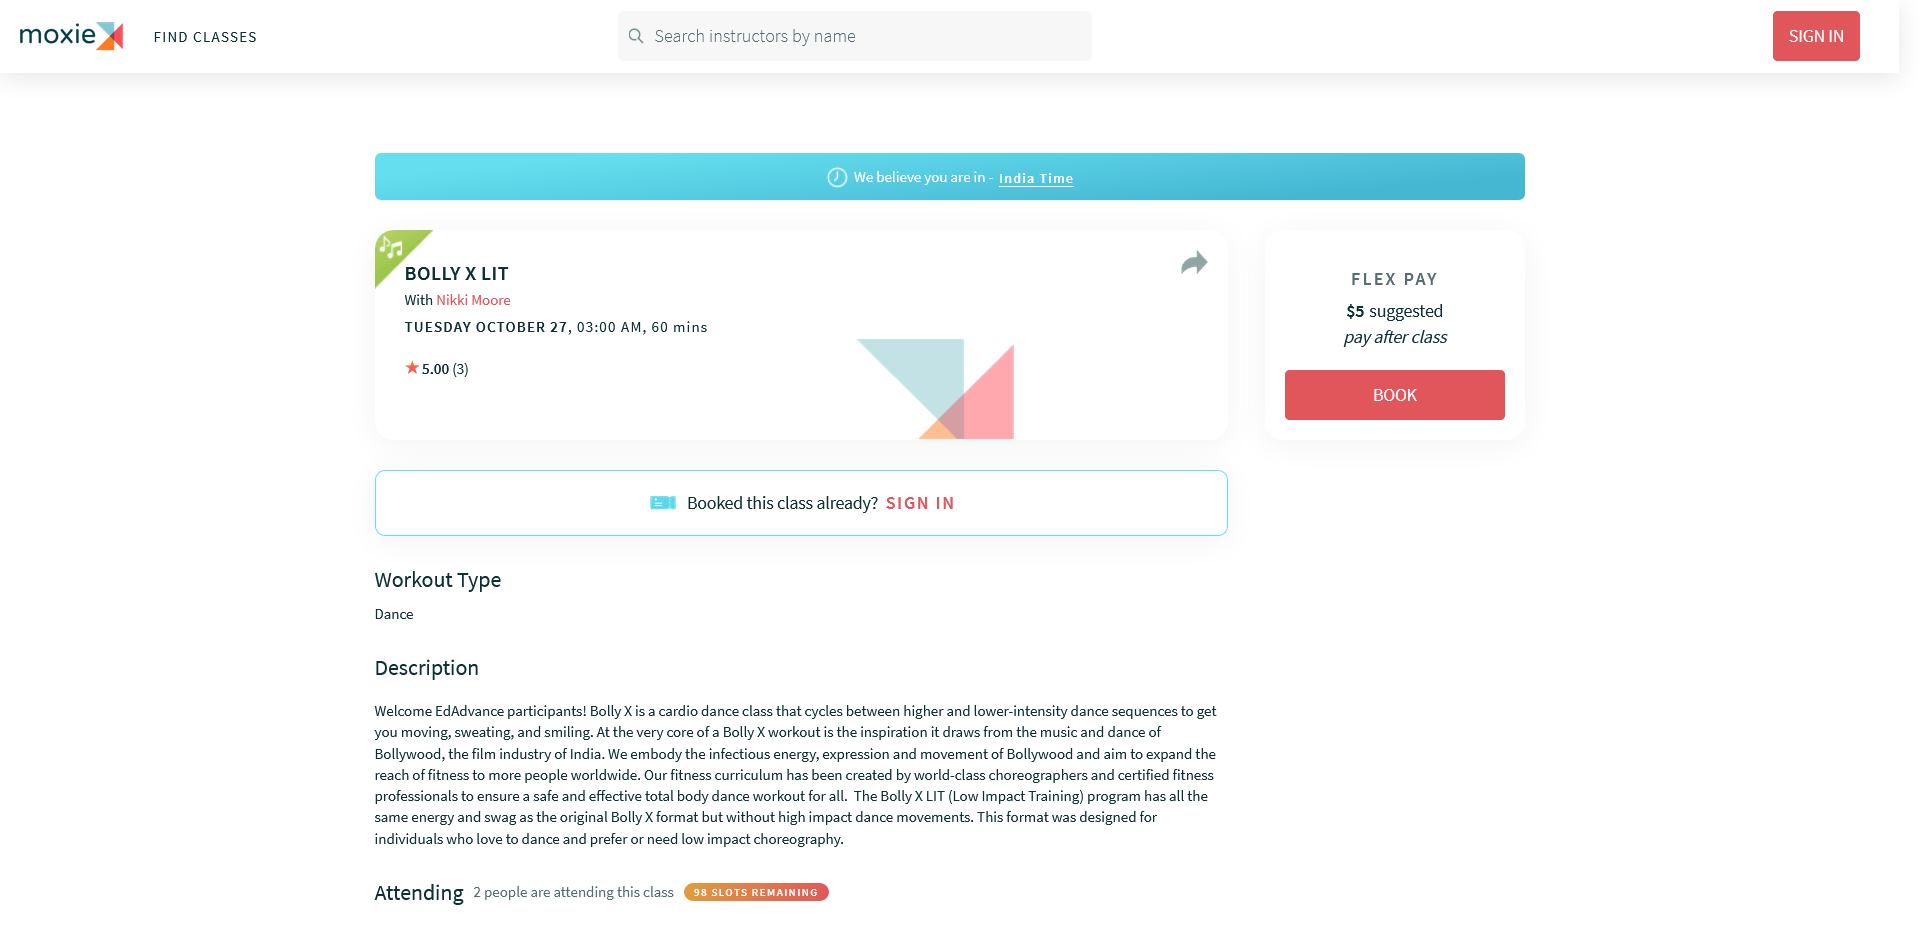 moxie
FIND CLASSES
Search instructors by name
SIGN IN
We believe you are in - India Time
BOLLY X LIT
With Nikki Moore
TUESDAY OCTOBER 27, 03:00 AM, 60 mins
5.00 (3)
FLEX PAY
$5 suggested
pay after class
BOOK
Booked this class already? SIGN IN
Workout Type
Dance
Description
Welcome EdAdvance participants! Bolly X is a cardio dance class that cycles between higher and lower-intensity dance sequences to get
you moving, sweating, and smiling. At the very core of a Bolly X workout is the inspiration it draws from the music and dance of
Bollywood, the film industry of India. We embody the infectious energy, expression and movement of Bollywood and aim to expand the
reach of fitness to more people worldwide. Our fitness curriculum has been created by world-class choreographers and certified fitness
professionals to ensure a safe and effective total body dance workout for all.  The Bolly X LIT (Low Impact Training) program has all the
same energy and swag as the original Bolly X format but without high impact dance movements. This format was designed for
individuals who love to dance and prefer or need low impact choreography.
Attending 2 people are attending this class 98 SLOTS REMAINING